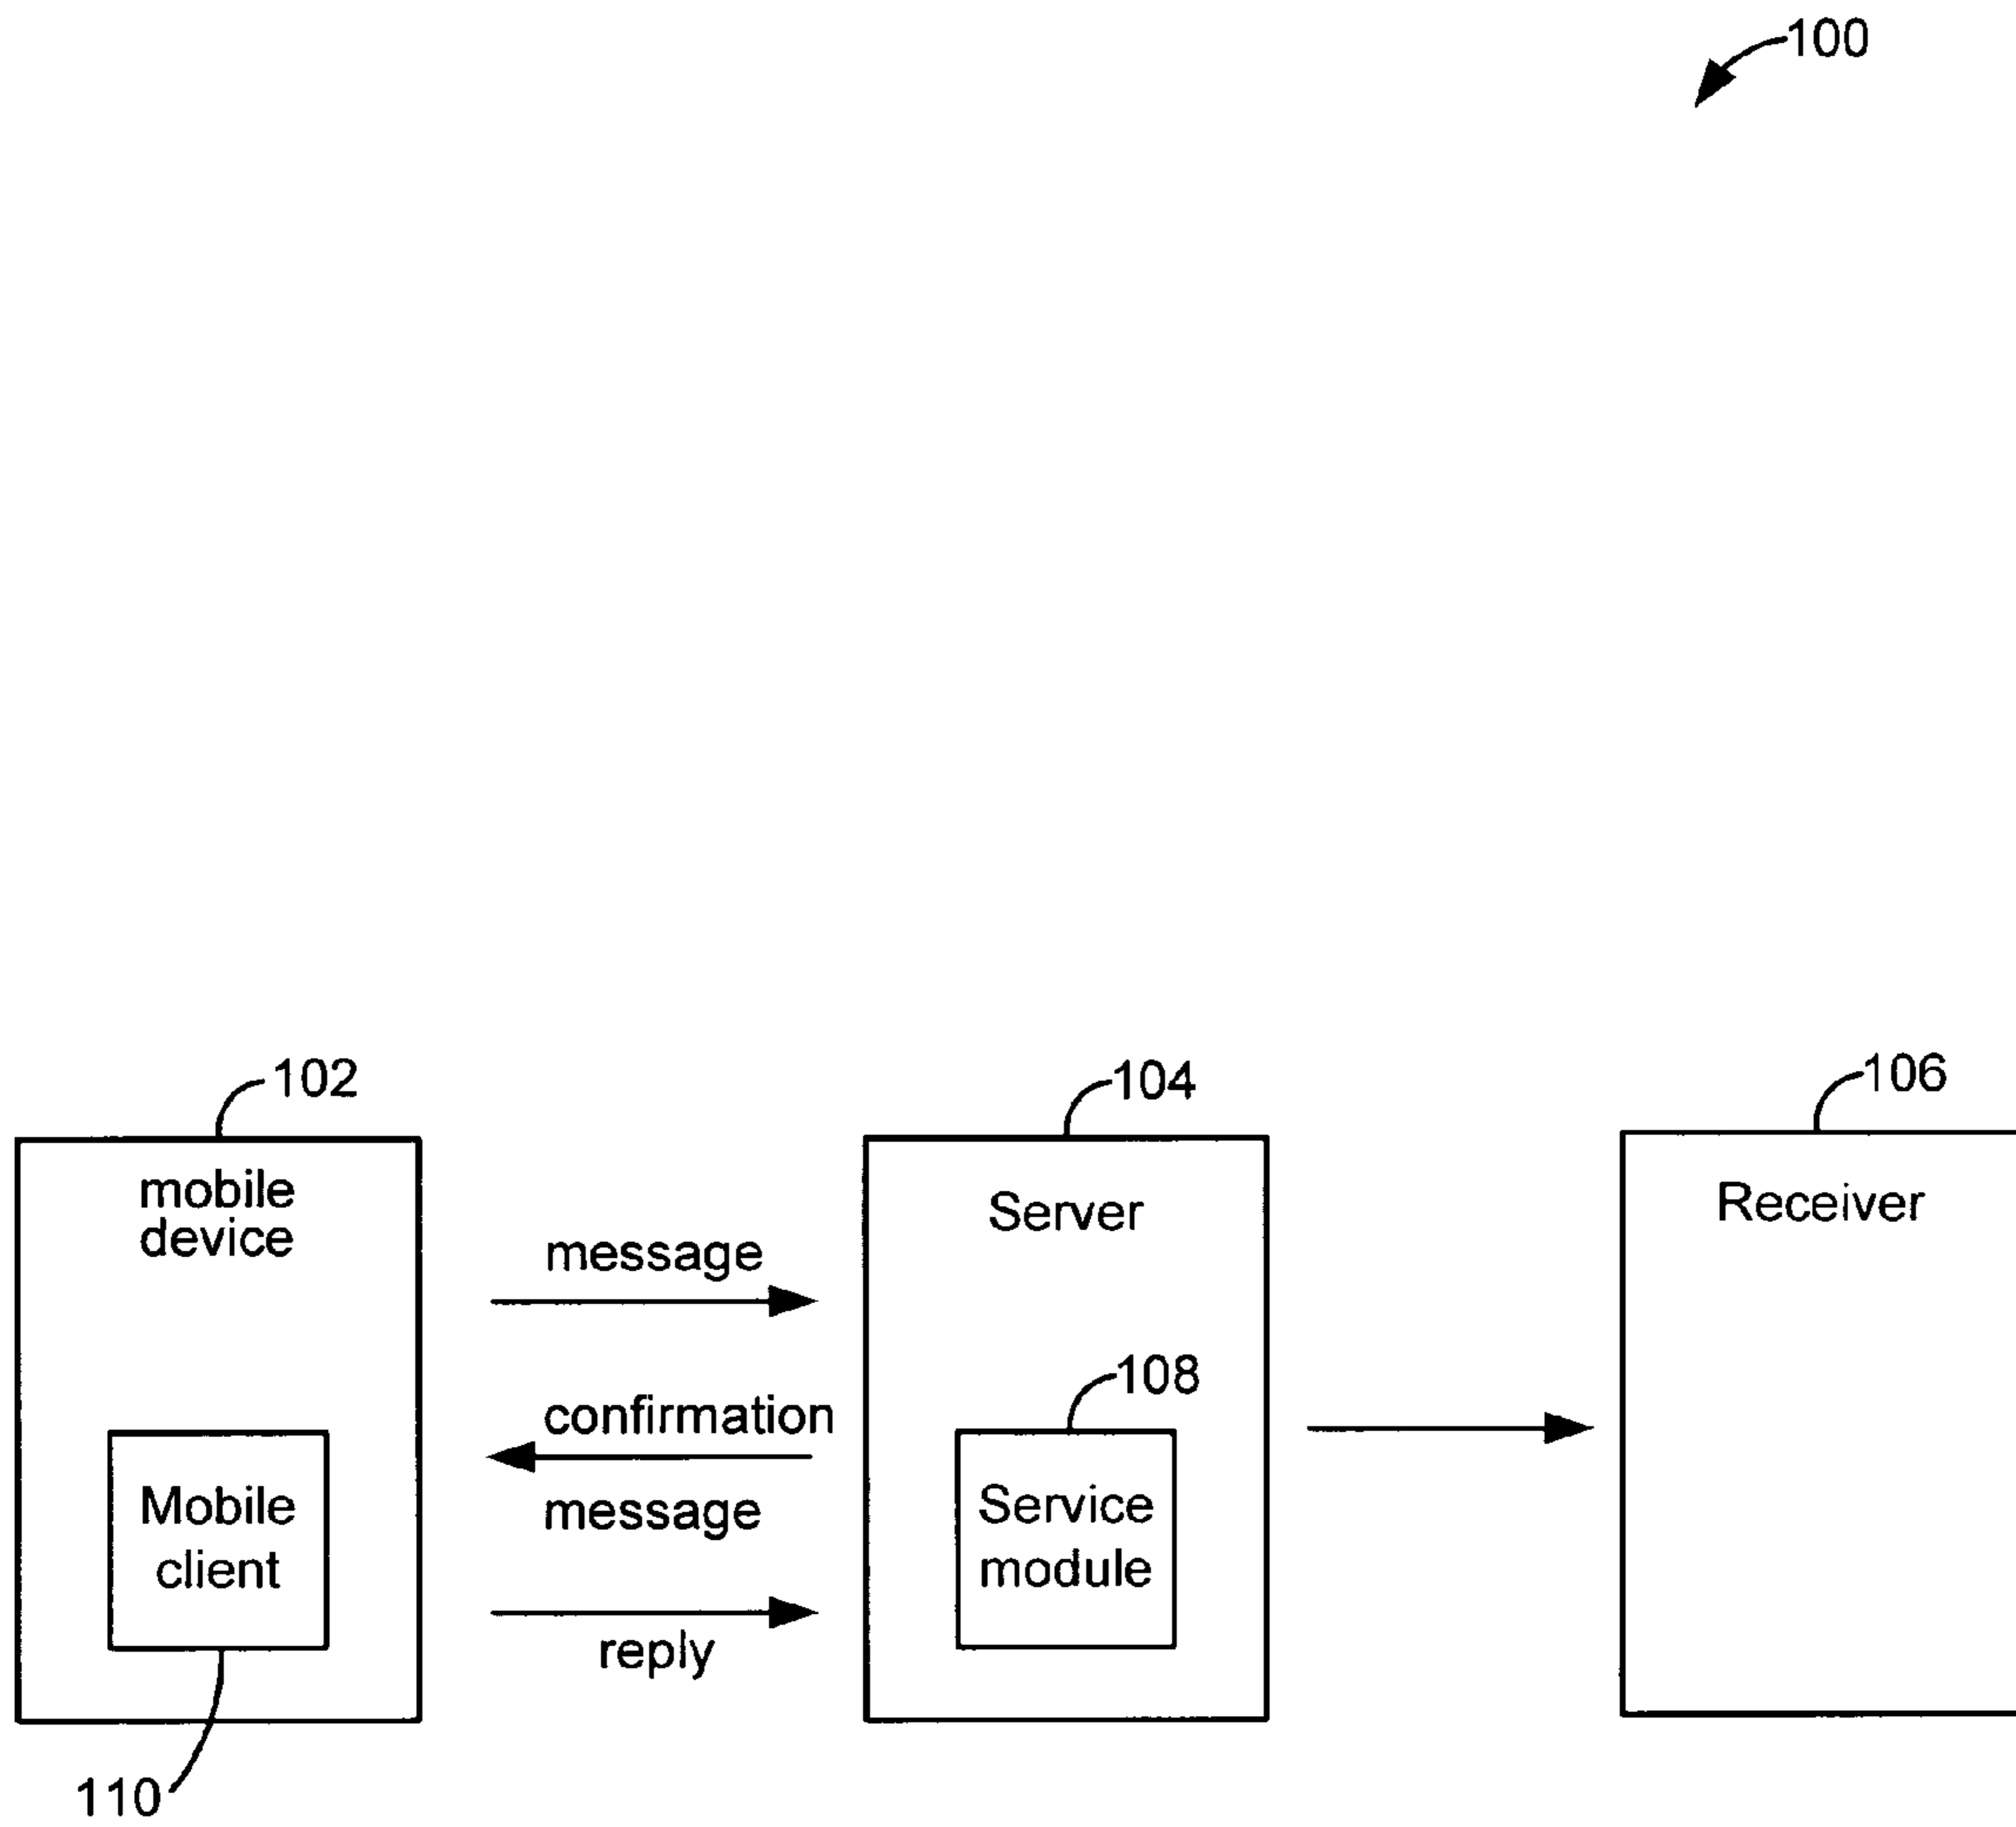 100
102
104
106
mobile
device
Server
Receiver
message
108
confirmation
message
Mobile
client
Service
module
reply
110